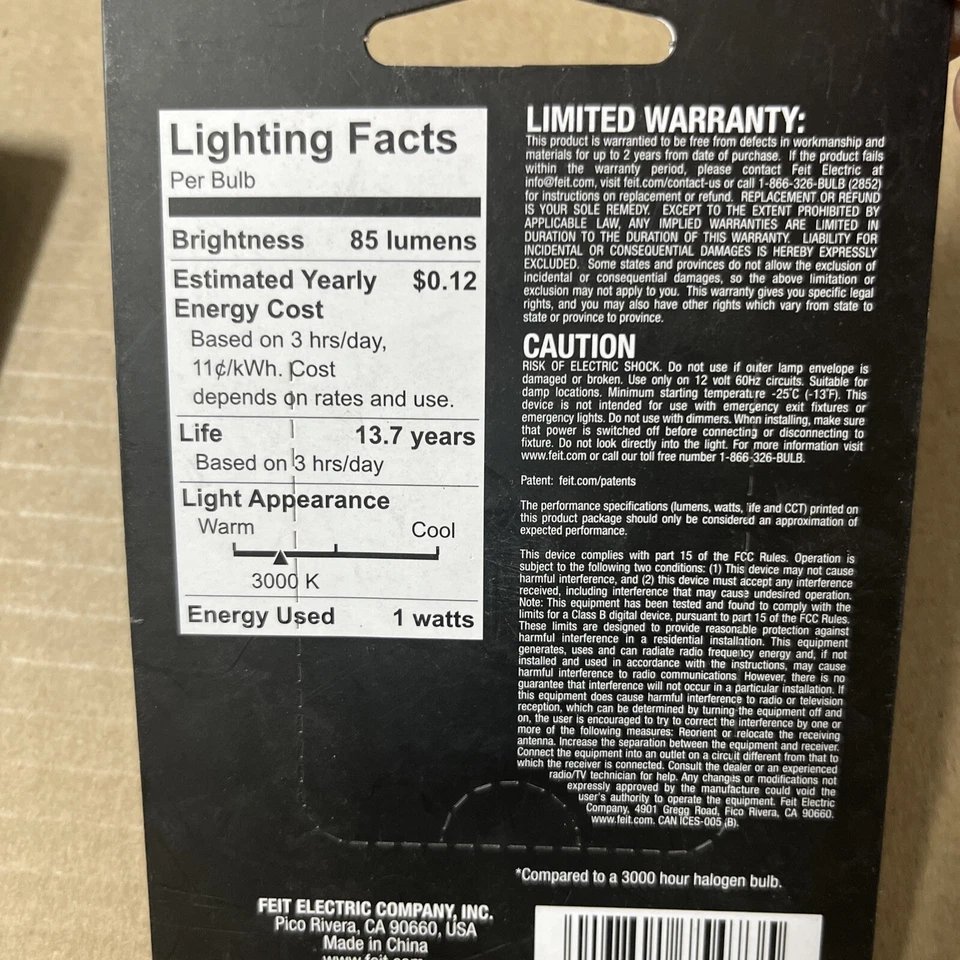 Lighting Facts
Per Bulb
Brightness 85 lumens
Estimated Yearly $0.12
Energy Cost
Based on 3 hrs/day,
11¢/kWh. Cost
depends on rates and use.
Life 13.7 years
Based on 3 hrs/day
Light Appearance
Warm Cool
3000 K
Energy Used 1 watts
LIMITED WARRANTY:
This product is warrantied to be free from defects in workmanship and
materials for up to 2 years from date of purchase. If the product fails
within the warranty period, please contact Feit Electric at
info@feit.com, visit feit.com/contact-us or call 1-866-326-BULB (2852)
for instructions on replacement or refund. REPLACEMENT OR REFUND
IS YOUR SOLE REMEDY. EXCEPT TO THE EXTENT PROHIBITED BY
APPLICABLE LAW, ANY IMPLIED WARRANTIES ARE LIMITED IN
DURATION TO THE DURATION OF THIS WARRANTY. LIABILITY FOR
INCIDENTAL OR CONSEQUENTIAL DAMAGES IS HEREBY EXPRESSLY
EXCLUDED. Some states and provinces do not allow the exclusion of
incidental or consequential damages, so the above limitation or
exclusion may not apply to you. This warranty gives you specific legal
rights, and you may also have other rights which vary from state to
state or province to province.
CAUTION
RISK OF ELECTRIC SHOCK. Do not use if outer lamp envelope is
damaged or broken. Use only on 12 volt 60Hz circuits. Suitable for
damp locations. Minimum starting temperature -25°C (-13°F). This
device is not intended for use with emergency exit fixtures or
emergency lights. Do not use with dimmers. When installing, make sure
that power is switched off before connecting or disconnecting to
fixture. Do not look directly into the light. For more information visit
www.feit.com or call our toll free number 1-866-326-BULB.
Patent: feit.com/patents
The performance specifications (lumens, watts, life and CCT) printed on
this product package should only be considered an approximation of
expected performance.
This device complies with part 15 of the FCC Rules. Operation is
subject to the following two conditions: (1) This device may not cause
harmful interference, and (2) this device must accept any interference
received, including interference that may cause undesired operation.
Note: This equipment has been tested and found to comply with the
limits for a Class B digital device, pursuant to part 15 of the FCC Rules.
These limits are designed to provide reasonable protection against
harmful interference in a residential installation. This equipment
generates, uses and can radiate radio frequency energy and, if not
installed and used in accordance with the instructions, may cause
harmful interference to radio communications. However, there is no
guarantee that interference will not occur in a particular installation. If
this equipment does cause harmful interference to radio or television
reception, which can be determined by turning the equipment off and
on, the user is encouraged to try to correct the interference by one or
more of the following measures: Reorient or relocate the receiving
antenna. Increase the separation between the equipment and receiver.
Connect the equipment into an outlet on a circuit different from that to
which the receiver is connected. Consult the dealer or an experienced
radio/TV technician for help. Any changes or modifications not
expressly approved by the manufacture could void the
user's authority to operate the equipment. Feit Electric
Company, 4901 Gregg Road, Pico Rivera, CA 90660.
www.feit.com. CAN ICES-005 (B).
*Compared to a 3000 hour halogen bulb.
FEIT ELECTRIC COMPANY, INC.
Pico Rivera, CA 90660, USA
Made in China
www.feit.com